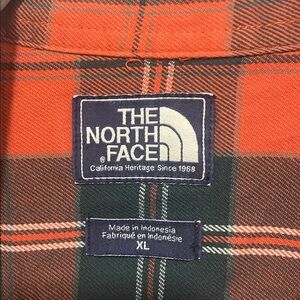 THE
NORTH
FACE
®
California Heritage Since 1968
Made in Indonesia
Fabriqué en Indonésie
XL